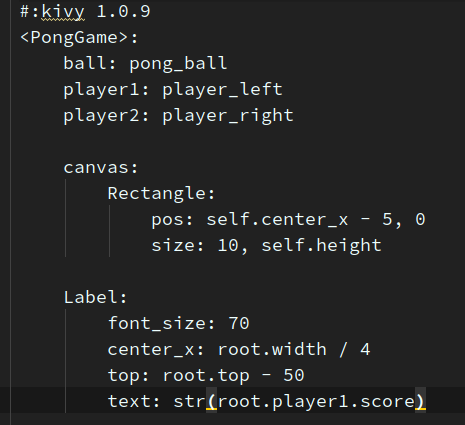 #:kivy 1.0.9
<PongGame>:
    ball: pong_ball
    player1: player_left
    player2: player_right

    canvas:
        Rectangle:
            pos: self.center_x - 5, 0
            size: 10, self.height

    Label:
        font_size: 70
        center_x: root.width / 4
        top: root.top - 50
        text: str(root.player1.score)